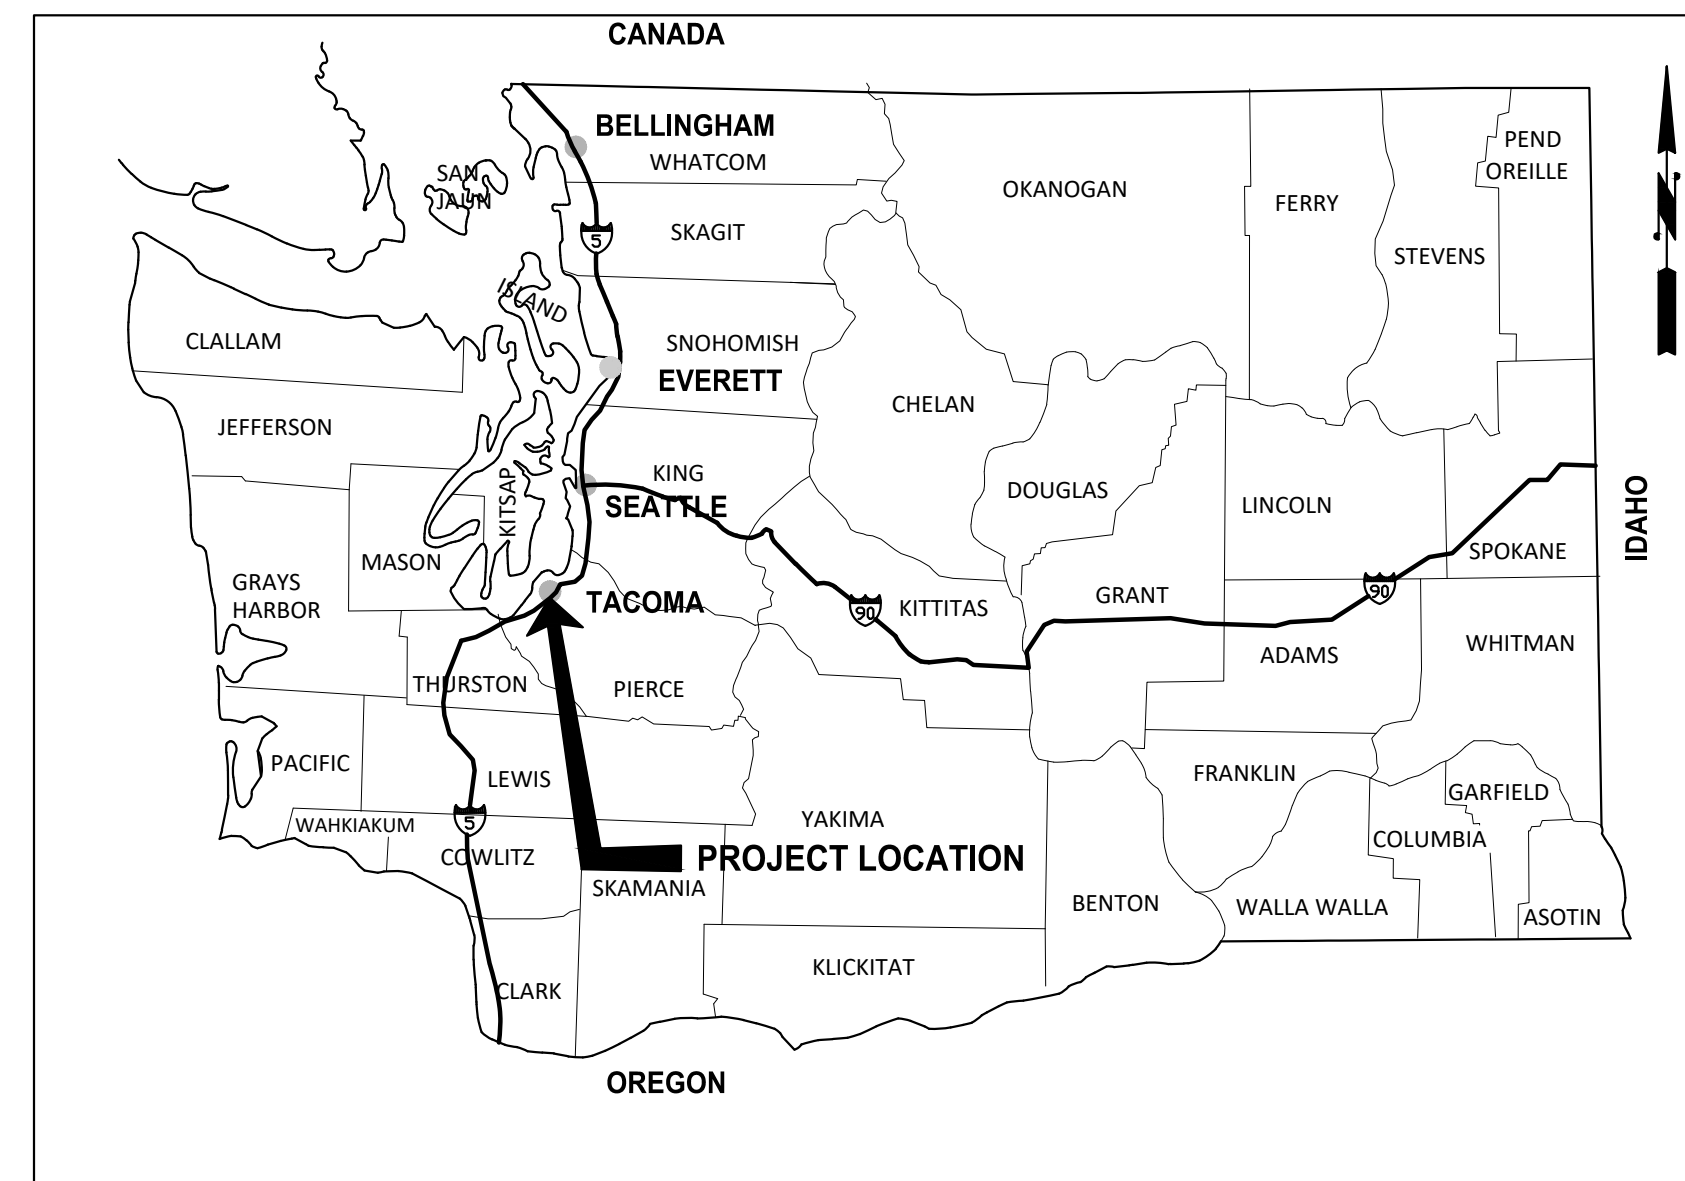 CANADA
BELLINGHAM
WHATCOM
SAN
JAUN
SKAGIT
5
OKANOGAN
FERRY
PEND
OREILLE
STEVENS
N
ISLAND
CLALLAM
SNOHOMISH
EVERETT
JEFFERSON
CHELAN
KING
SEATTLE
KITSAP
DOUGLAS
LINCOLN
IDAHO
SPOKANE
MASON
GRAYS
HARBOR
TACOMA
90
KITTITAS
GRANT
90
ADAMS
WHITMAN
THURSTON
PIERCE
PACIFIC
LEWIS
FRANKLIN
GARFIELD
WAHKIAKUM
5
YAKIMA
COLUMBIA
COWLITZ
PROJECT LOCATION
SKAMANIA
BENTON
WALLA WALLA
ASOTIN
KLICKITAT
CLARK
OREGON